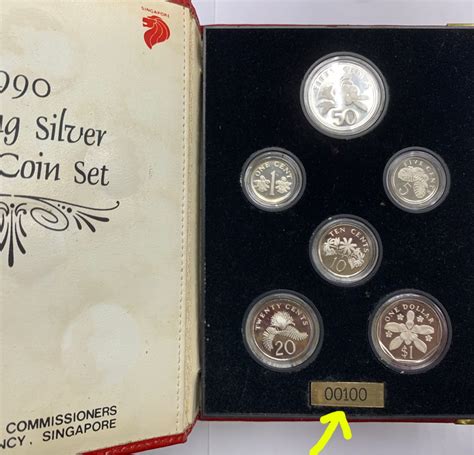 SINGAPORE
990
ng Silver
Coin Set
COMMISSIONERS
NCY, SINGAPORE
50
ONE CENT
1
FIVE CENTS
5
TEN CENTS
10
TWENTY CENTS
20
ONE DOLLAR
$1
00100